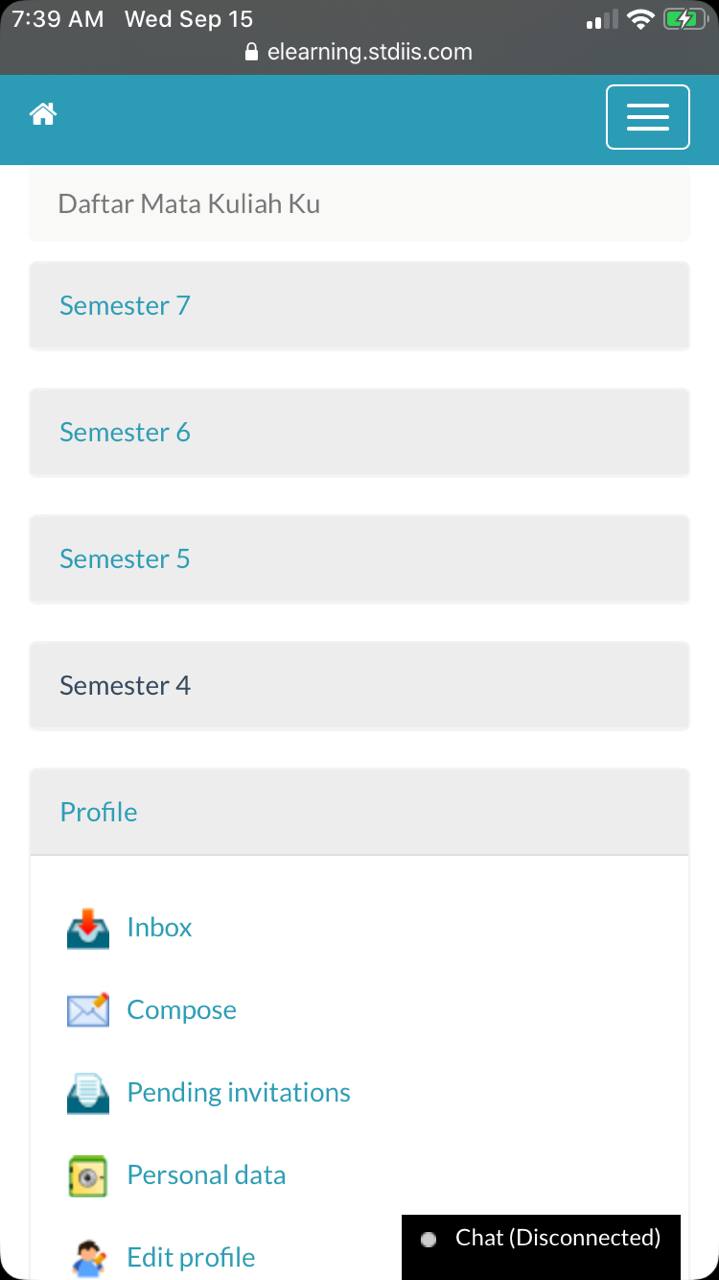 7:39 AM Wed Sep 15
elearning.stdiis.com
Daftar Mata Kuliah Ku
Semester 7
Semester 6
Semester 5
Semester 4
Profile
Inbox
Compose
Pending invitations
Personal data
Edit profile
Chat (Disconnected)